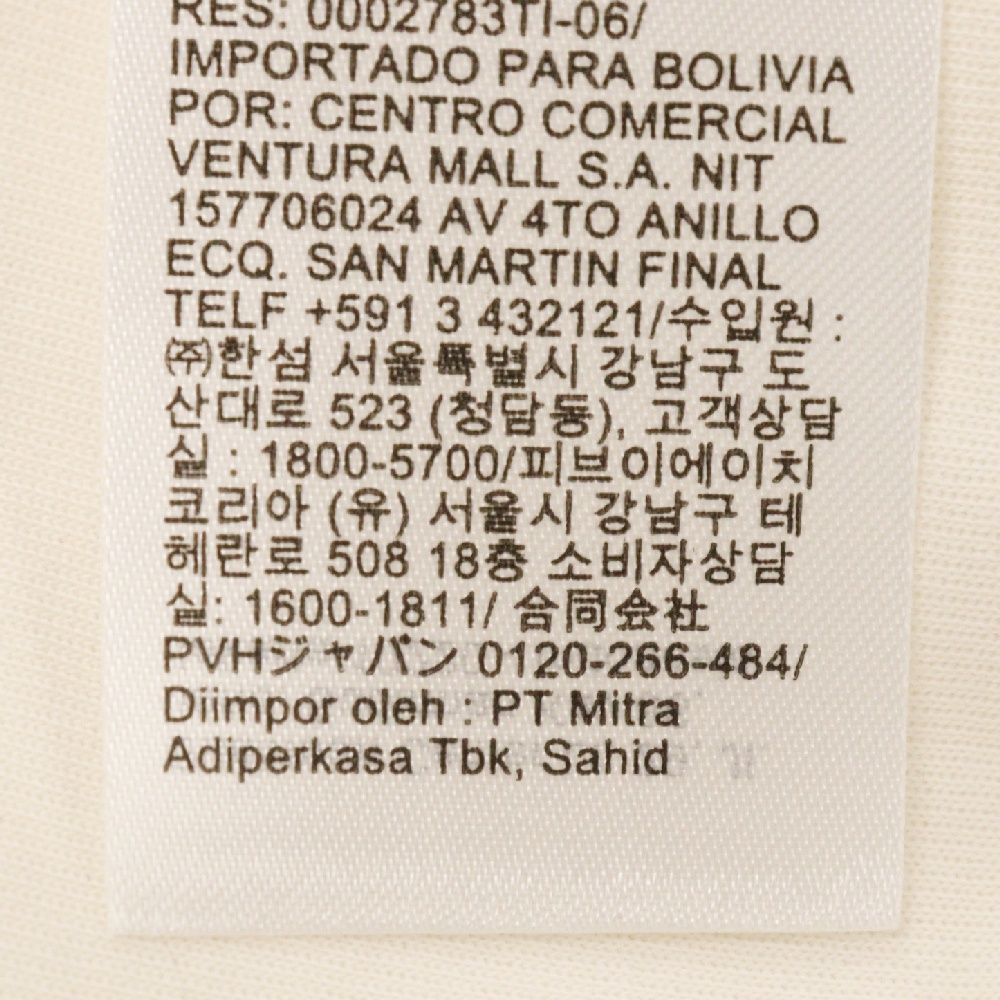 RES: 0002783TI-06/
IMPORTADO PARA BOLIVIA
POR: CENTRO COMERCIAL
VENTURA MALL S.A. NIT
157706024 AV 4TO ANILLO
ECQ. SAN MARTIN FINAL
TELF +591 3 432121/수입원 :
㈜한섬 서울특별시 강남구 도
산대로 523 (청담동), 고객상담
실 : 1800-5700/피브이에이치
코리아 (유) 서울시 강남구 테
헤란로 508 18층 소비자상담
실: 1600-1811/ 合同会社
PVHジャパン 0120-266-484/
Diimpor oleh : PT Mitra
Adiperkasa Tbk, Sahid